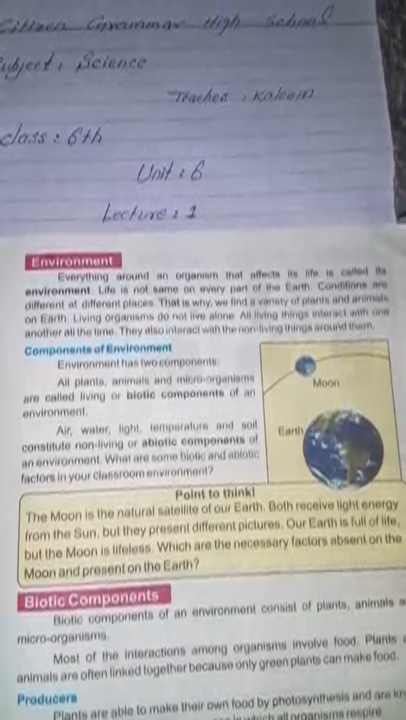 Citizen Grammar High School
Subject : Science
Teacher : Kaleem
class : 6th
Unit : 6
Lecture : 1
Environment
Everything around an organism that affects its life is called its
environment. Life is not same on every part of the Earth. Conditions are
different at different places. That is why, we find a variety of plants and animals
on Earth. Living organisms do not live alone. All living things interact with one
another all the time. They also interact with the non-living things around them.
Components of Environment
Environment has two components:
All plants, animals and micro-organisms
are called living or biotic components of an
environment.
Air, water, light, temperature and soil
constitute non-living or abiotic components of
an environment. What are some biotic and abiotic
factors in your classroom environment?
Moon
Earth
Point to think!
The Moon is the natural satellite of our Earth. Both receive light energy
from the Sun, but they present different pictures. Our Earth is full of life,
but the Moon is lifeless. Which are the necessary factors absent on the
Moon and present on the Earth?
Biotic Components
Biotic components of an environment consist of plants, animals a
micro-organisms.
Most of the interactions among organisms involve food. Plants
animals are often linked together because only green plants can make food.
Producers
Plants are able to make their own food by photosynthesis and are kn
organisms respire